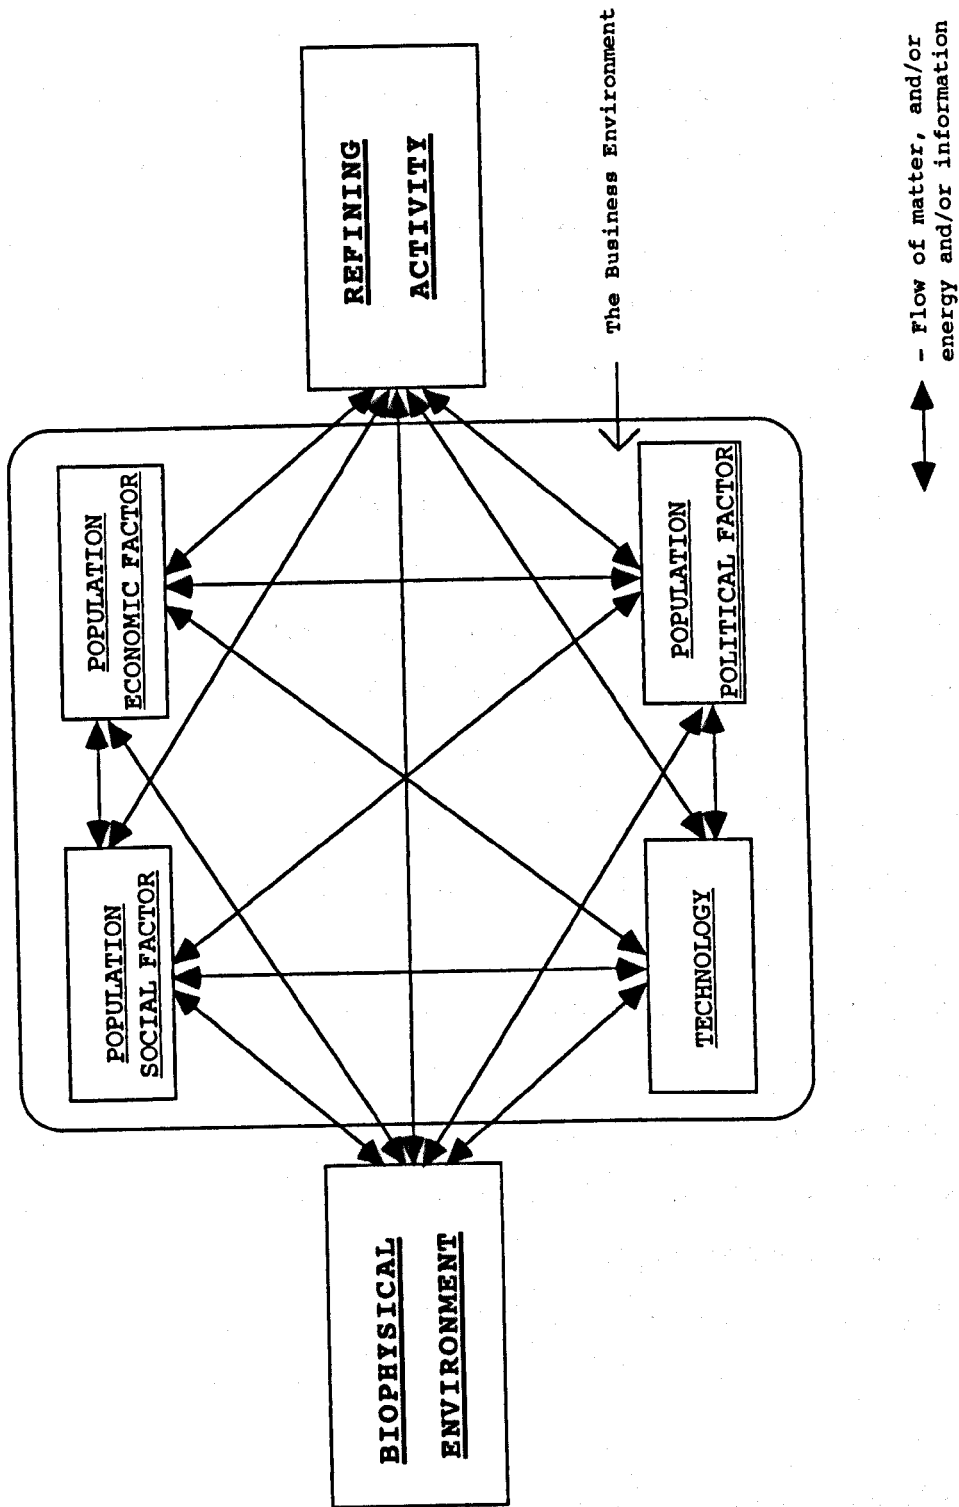 BIOPHYSICAL
ENVIRONMENT
POPULATION
SOCIAL FACTOR
POPULATION
ECONOMIC FACTOR
TECHNOLOGY
POPULATION
POLITICAL FACTOR
REFINING
ACTIVITY
The Business Environment
- Flow of matter, and/or
energy and/or information